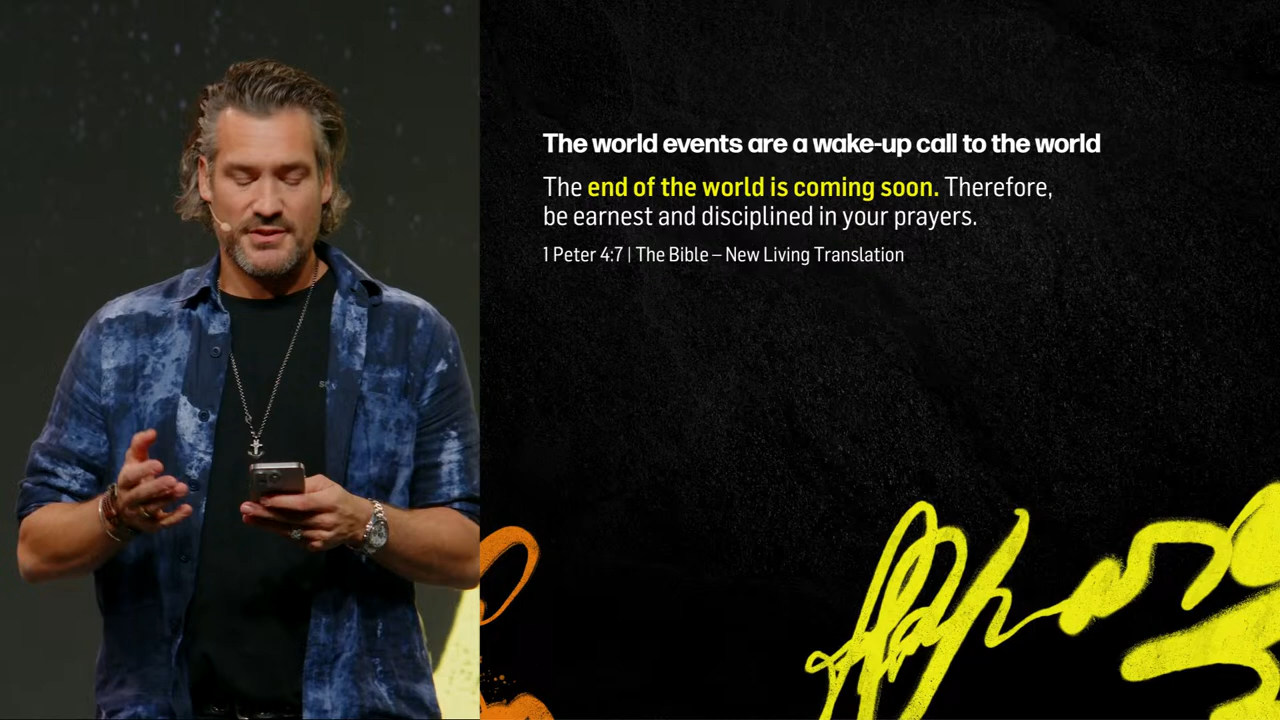 The world events are a wake-up call to the world
The end of the world is coming soon. Therefore,
be earnest and disciplined in your prayers.
1 Peter 4:7 | The Bible – New Living Translation